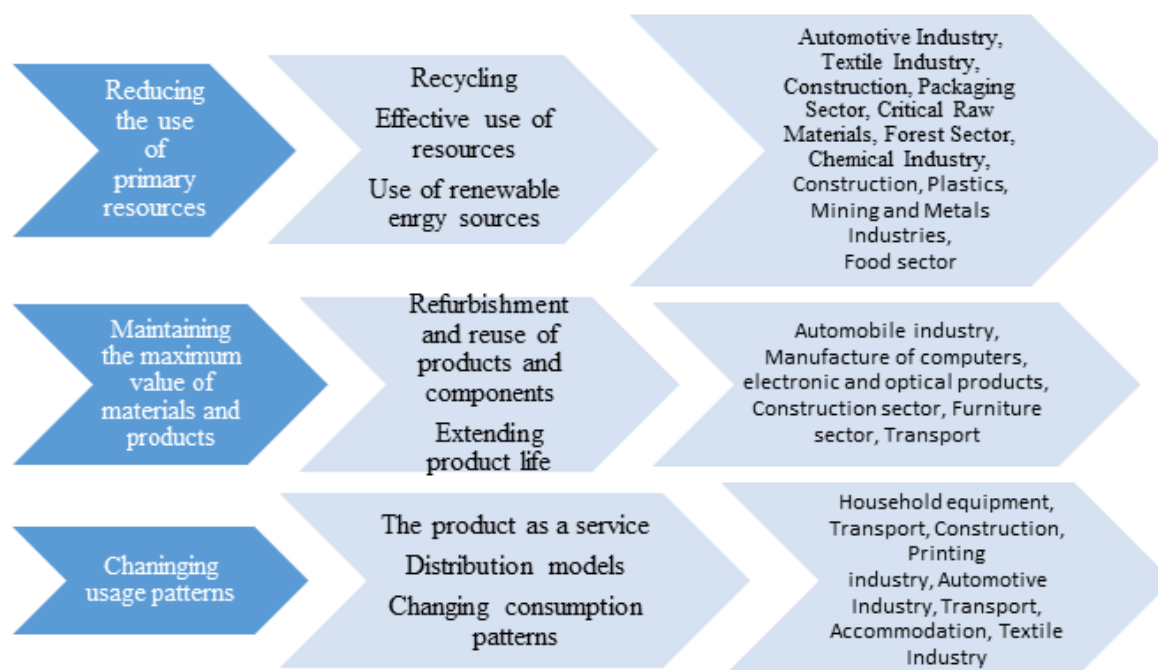 Reducing
the use
of
primary
resources
Recycling
Effective use of
resources
Use of renewable
enrgy sources
Automotive Industry,
Textile Industry,
Construction, Packaging
Sector, Critical Raw
Materials, Forest Sector,
Chemical Industry,
Construction, Plastics,
Mining and Metals
Industries,
Food sector
Maintaining
the maximum
value of
materials and
products
Refurbishment
and reuse of
products and
components
Extending
product life
Automobile industry,
Manufacture of computers,
electronic and optical products,
Construction sector, Furniture
sector, Transport
Chaninging
usage patterns
The product as a service
Distribution models
Changing consumption
patterns
Household equipment,
Transport, Construction,
Printing
industry, Automotive
Industry, Transport,
Accommodation, Textile
Industry